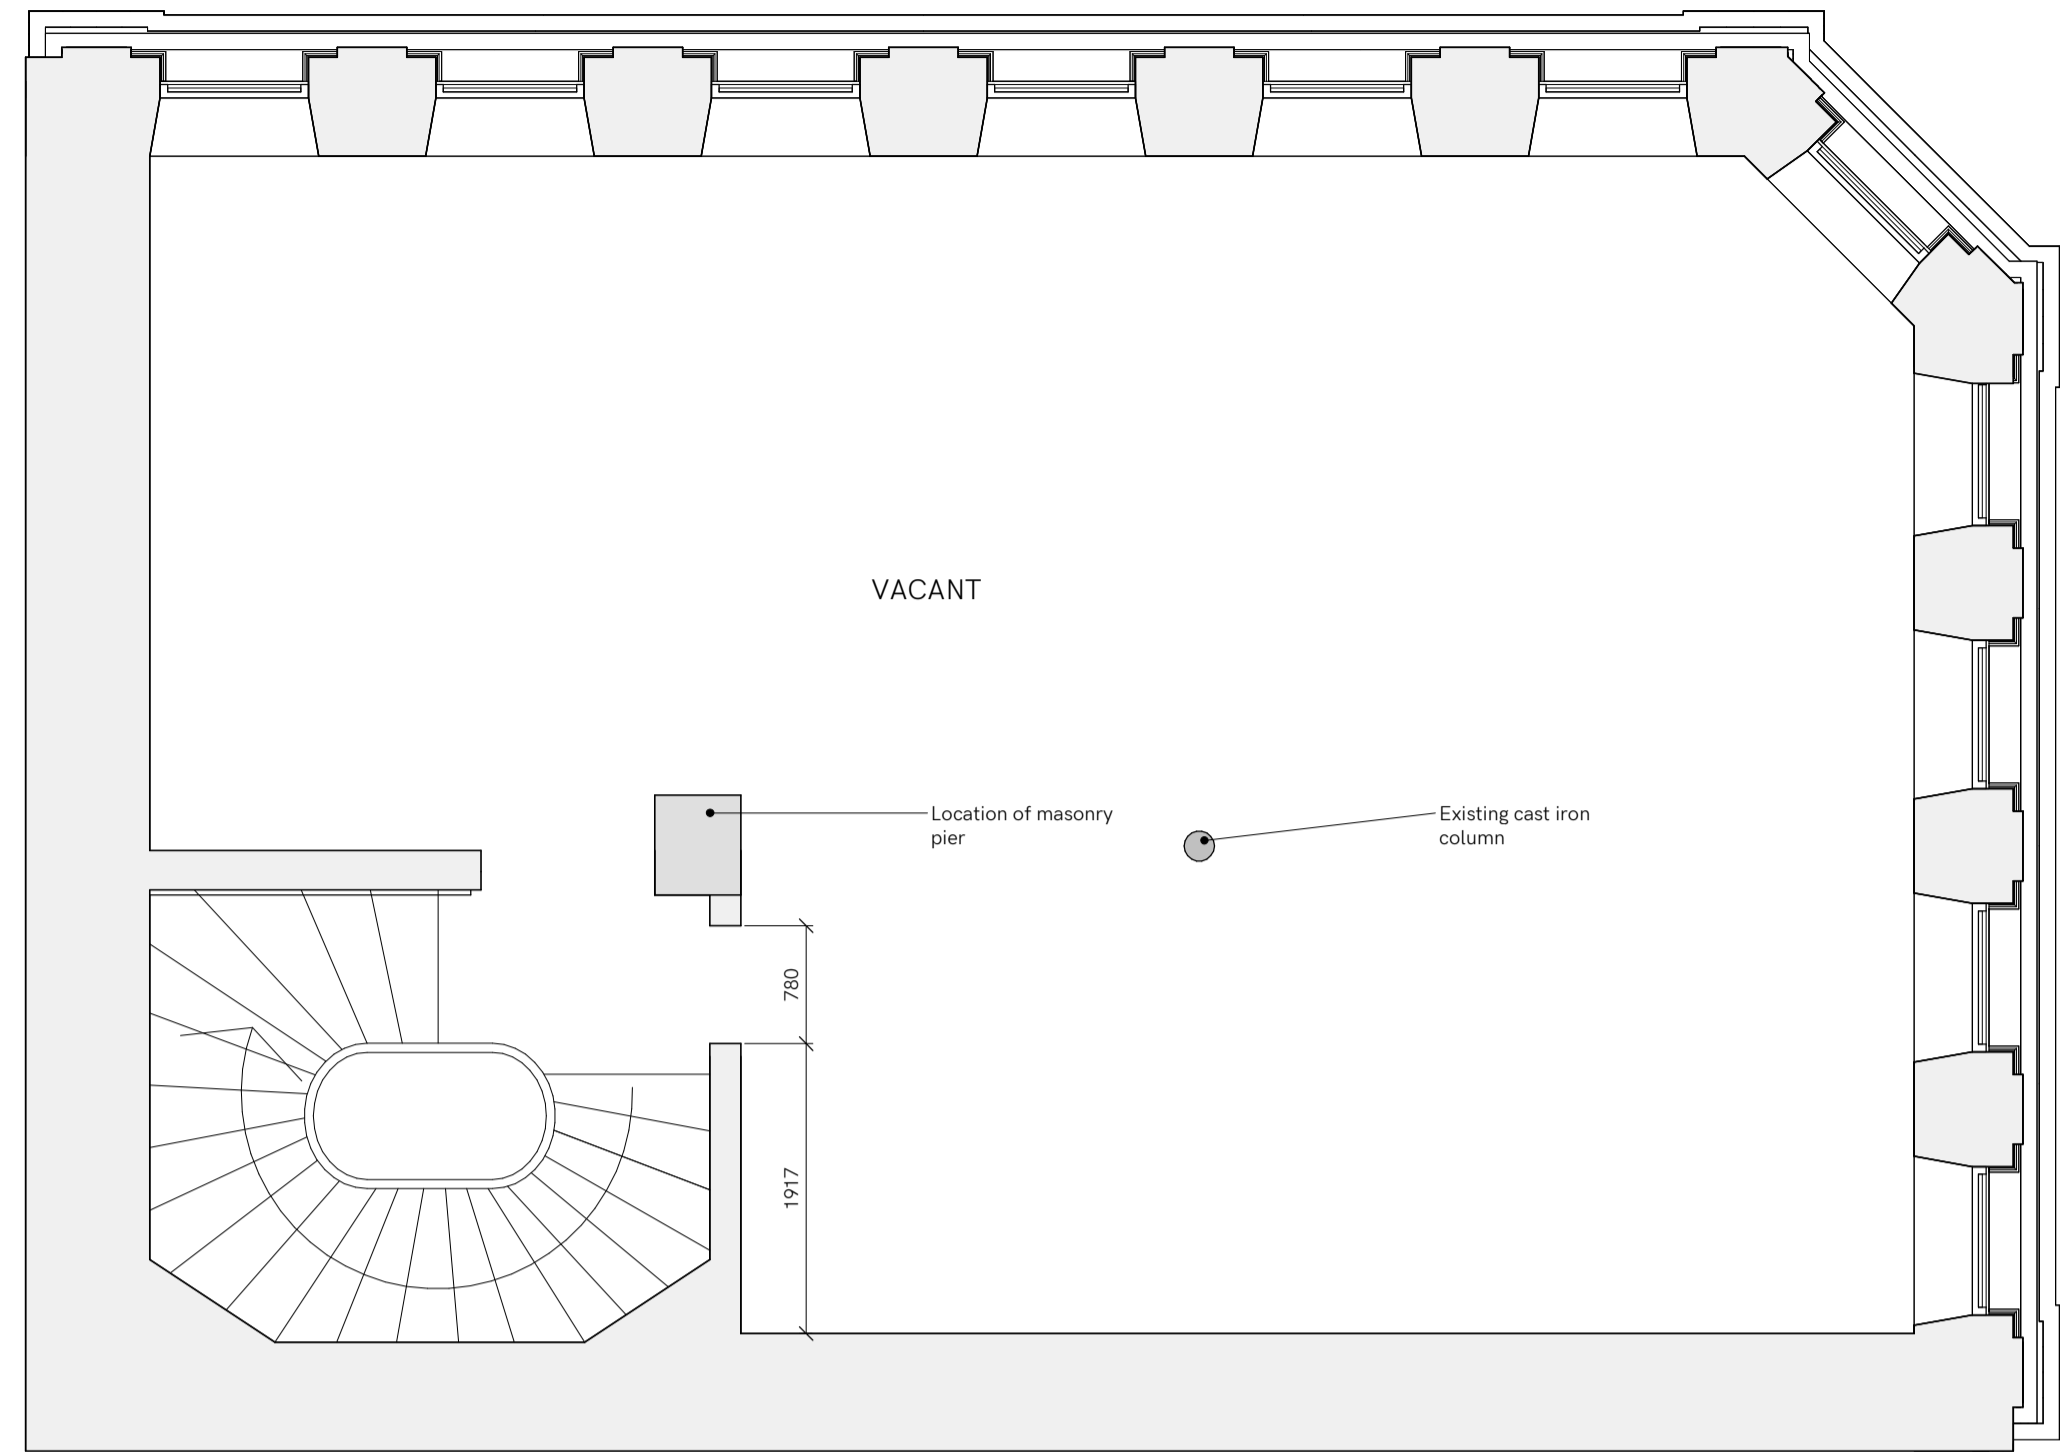 VACANT
Location of masonry
pier
Existing cast iron
column
780
1917